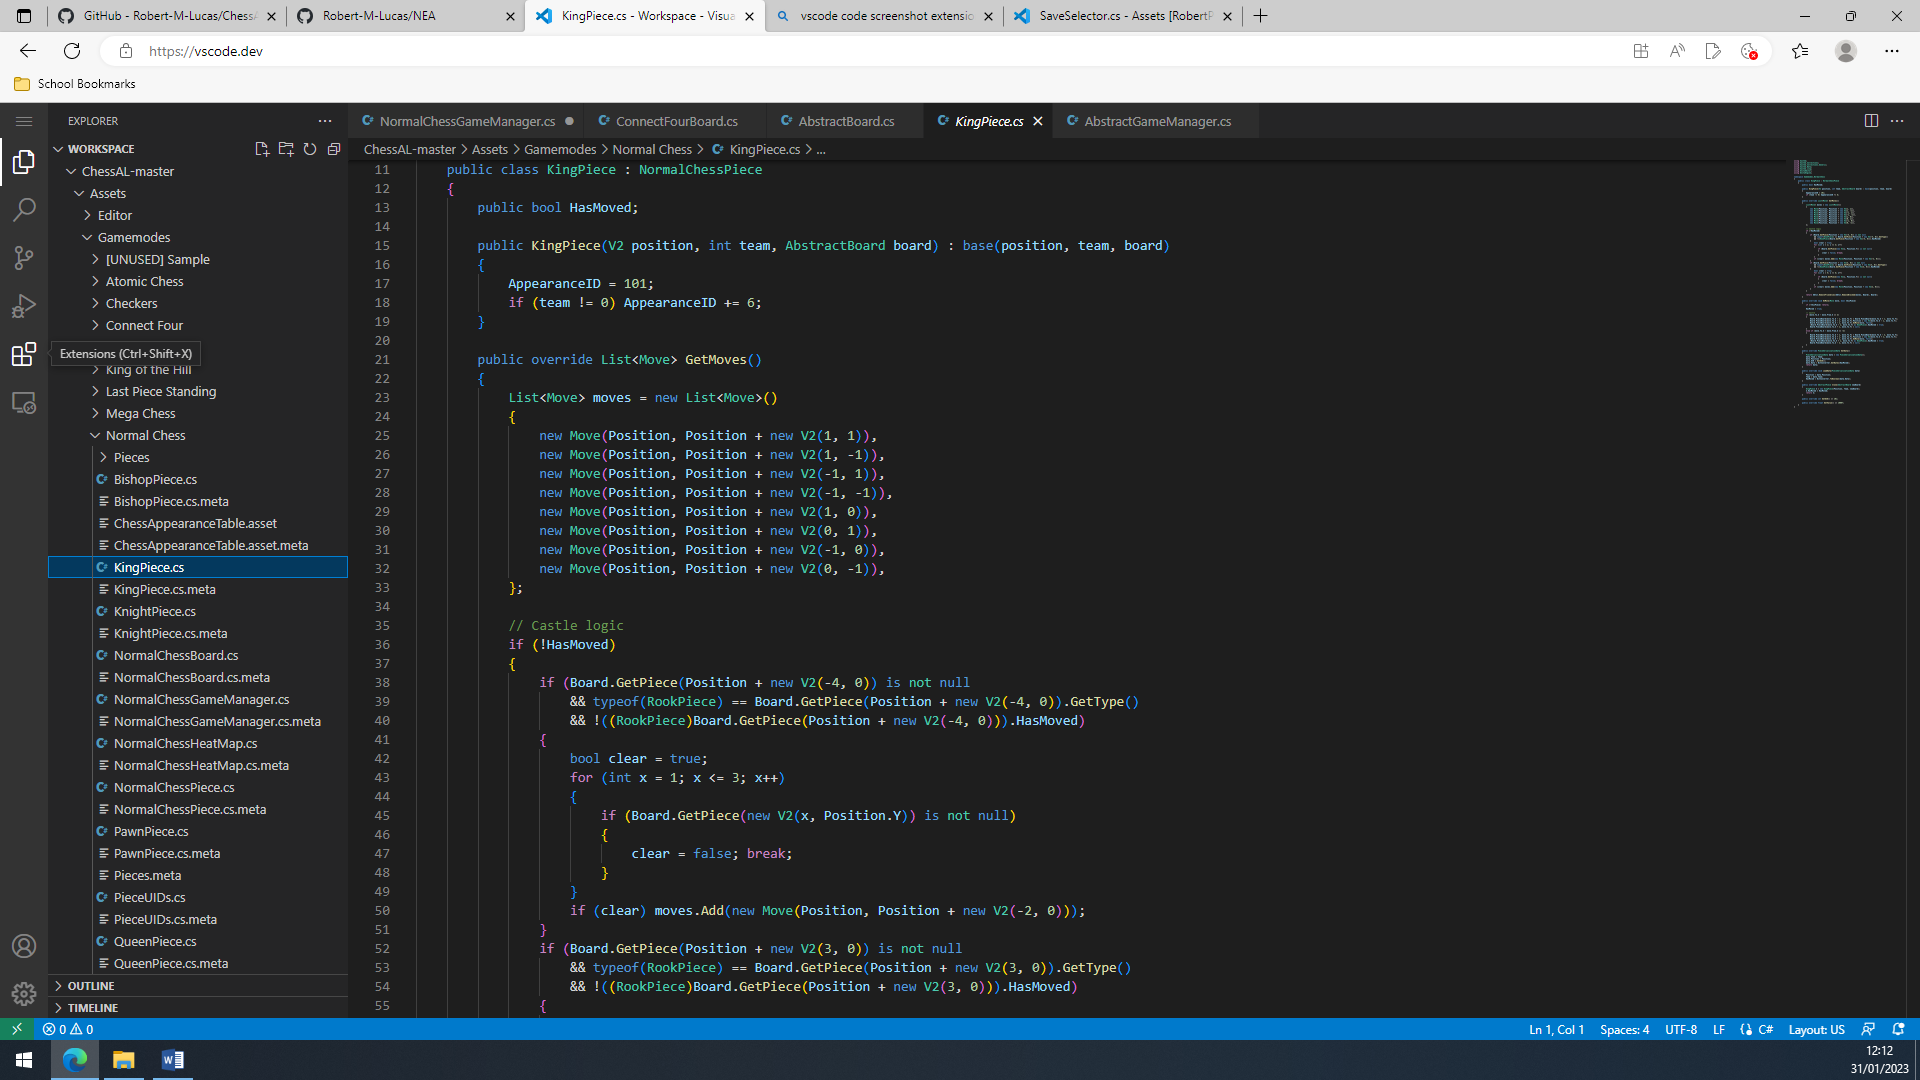 GitHub - Robert-M-Lucas/Chess
Robert-M-Lucas/NEA
KingPiece.cs - Workspace - Visua
vscode code screenshot extensio
SaveSelector.cs - Assets [RobertP
https://vscode.dev
School Bookmarks
EXPLORER
WORKSPACE
ChessAL-master
Assets
Editor
Gamemodes
[UNUSED] Sample
Atomic Chess
Checkers
Connect Four
Extensions (Ctrl+Shift+X)
King of the Hill
Last Piece Standing
Mega Chess
Normal Chess
Pieces
BishopPiece.cs
BishopPiece.cs.meta
ChessAppearanceTable.asset
ChessAppearanceTable.asset.meta
KingPiece.cs
KingPiece.cs.meta
KnightPiece.cs
KnightPiece.cs.meta
NormalChessBoard.cs
NormalChessBoard.cs.meta
NormalChessGameManager.cs
NormalChessGameManager.cs.meta
NormalChessHeatMap.cs
NormalChessHeatMap.cs.meta
NormalChessPiece.cs
NormalChessPiece.cs.meta
PawnPiece.cs
PawnPiece.cs.meta
Pieces.meta
PieceUIDs.cs
PieceUIDs.cs.meta
QueenPiece.cs
QueenPiece.cs.meta
OUTLINE
TIMELINE
NormalChessGameManager.cs
ConnectFourBoard.cs
AbstractBoard.cs
KingPiece.cs
AbstractGameManager.cs
ChessAL-master > Assets > Gamemodes > Normal Chess > KingPiece.cs > ...
11 public class KingPiece : NormalChessPiece
12 {
13 public bool HasMoved;
14
15 public KingPiece(V2 position, int team, AbstractBoard board) : base(position, team, board)
16 {
17 AppearanceID = 101;
18 if (team != 0) AppearanceID += 6;
19 }
20
21 public override List<Move> GetMoves()
22 {
23 List<Move> moves = new List<Move>()
24 {
25 new Move(Position, Position + new V2(1, 1)),
26 new Move(Position, Position + new V2(1, -1)),
27 new Move(Position, Position + new V2(-1, 1)),
28 new Move(Position, Position + new V2(-1, -1)),
29 new Move(Position, Position + new V2(1, 0)),
30 new Move(Position, Position + new V2(0, 1)),
31 new Move(Position, Position + new V2(-1, 0)),
32 new Move(Position, Position + new V2(0, -1)),
33 };
34
35 // Castle logic
36 if (!HasMoved)
37 {
38 if (Board.GetPiece(Position + new V2(-4, 0)) is not null
39 && typeof(RookPiece) == Board.GetPiece(Position + new V2(-4, 0)).GetType()
40 && !((RookPiece)Board.GetPiece(Position + new V2(-4, 0))).HasMoved)
41 {
42 bool clear = true;
43 for (int x = 1; x <= 3; x++)
44 {
45 if (Board.GetPiece(new V2(x, Position.Y)) is not null)
46 {
47 clear = false; break;
48 }
49 }
50 if (clear) moves.Add(new Move(Position, Position + new V2(-2, 0)));
51 }
52 if (Board.GetPiece(Position + new V2(3, 0)) is not null
53 && typeof(RookPiece) == Board.GetPiece(Position + new V2(3, 0)).GetType()
54 && !((RookPiece)Board.GetPiece(Position + new V2(3, 0))).HasMoved)
55 {
0 0
Ln 1, Col 1
Spaces: 4
UTF-8
LF
C#
Layout: US
12:12
31/01/2023